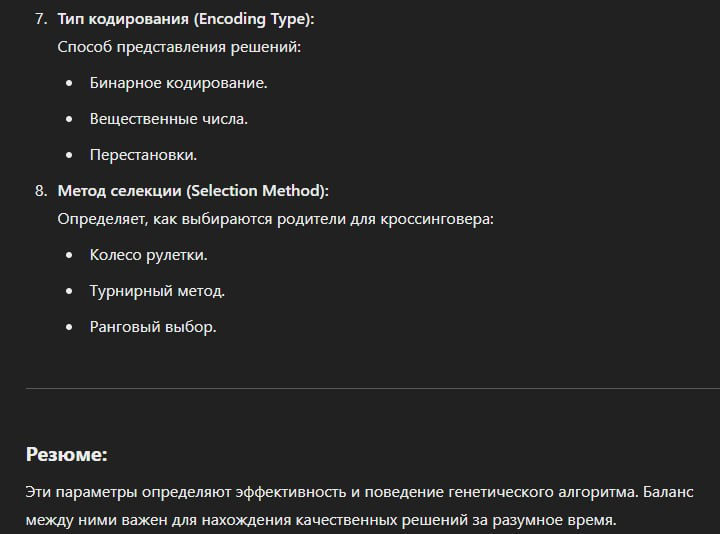 7. Тип кодирования (Encoding Type):
Способ представления решений:
• Бинарное кодирование.
• Вещественные числа.
• Перестановки.
8. Метод селекции (Selection Method):
Определяет, как выбираются родители для кроссинговера:
• Колесо рулетки.
• Турнирный метод.
• Ранговый выбор.
Резюме:
Эти параметры определяют эффективность и поведение генетического алгоритма. Баланс
между ними важен для нахождения качественных решений за разумное время.